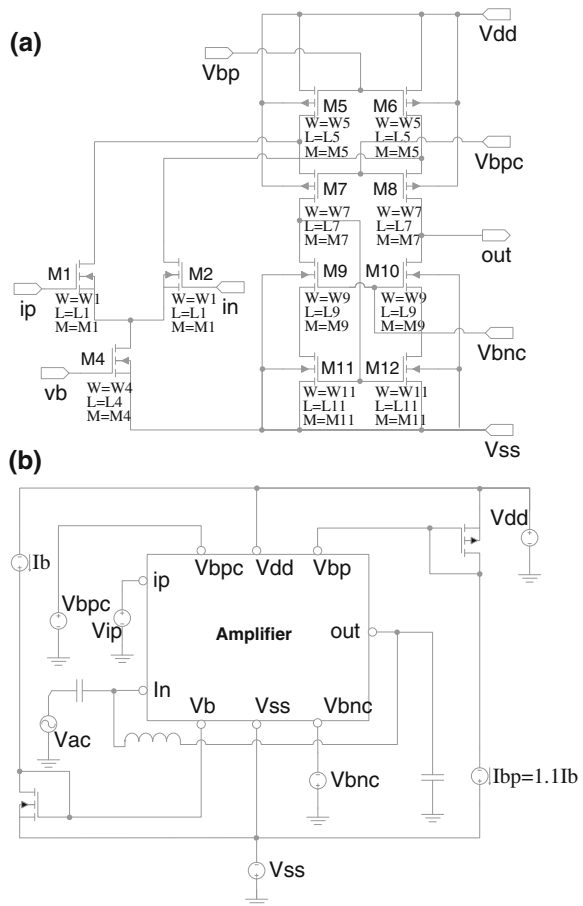 (a)
Vdd
Vbp
M5
W=W5
L=L5
M=M5
M6
W=W5
L=L5
M=M5
Vbpc
M7
W=W7
L=L7
M=M7
M8
W=W7
L=L7
M=M7
out
M1
ip
W=W1
L=L1
M=M1
M2
in
W=W1
L=L1
M=M1
M9
W=W9
L=L9
M=M9
M10
W=W9
L=L9
M=M9
Vbnc
M4
vb
W=W4
L=L4
M=M4
M11
W=W11
L=L11
M=M11
M12
W=W11
L=L11
M=M11
Vss
(b)
Vdd
Ib
Vbpc Vdd Vbp
ip
Vbpc
Vip
Amplifier
out
In
Vb Vss Vbnc
Vac
Vbnc
Ibp=1.1Ib
Vss